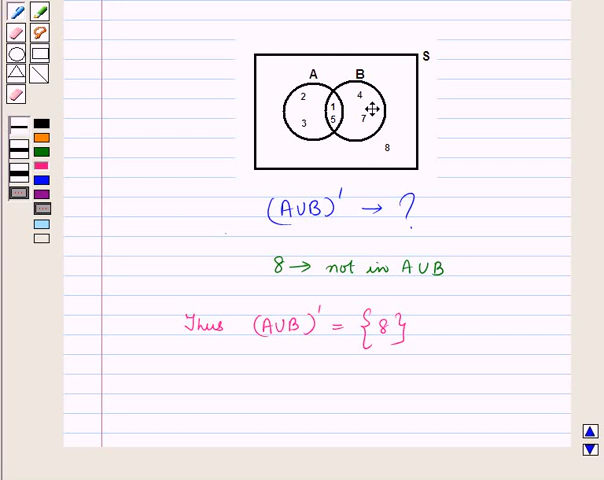 S
A B
2 4
1
3 5 7
8
(A∪B)' → ?
8 → not in A∪B
Thus (A∪B)' = {8}